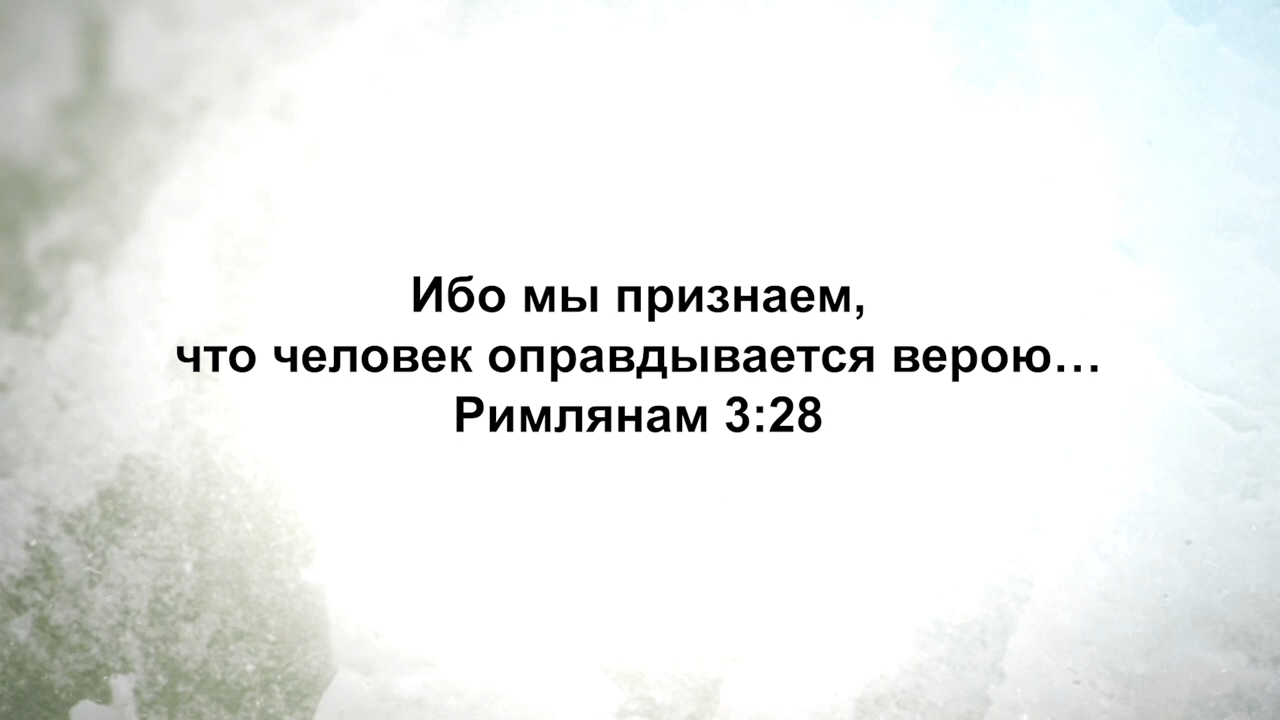 Ибо мы признаем,
что человек оправдывается верою…
Римлянам 3:28